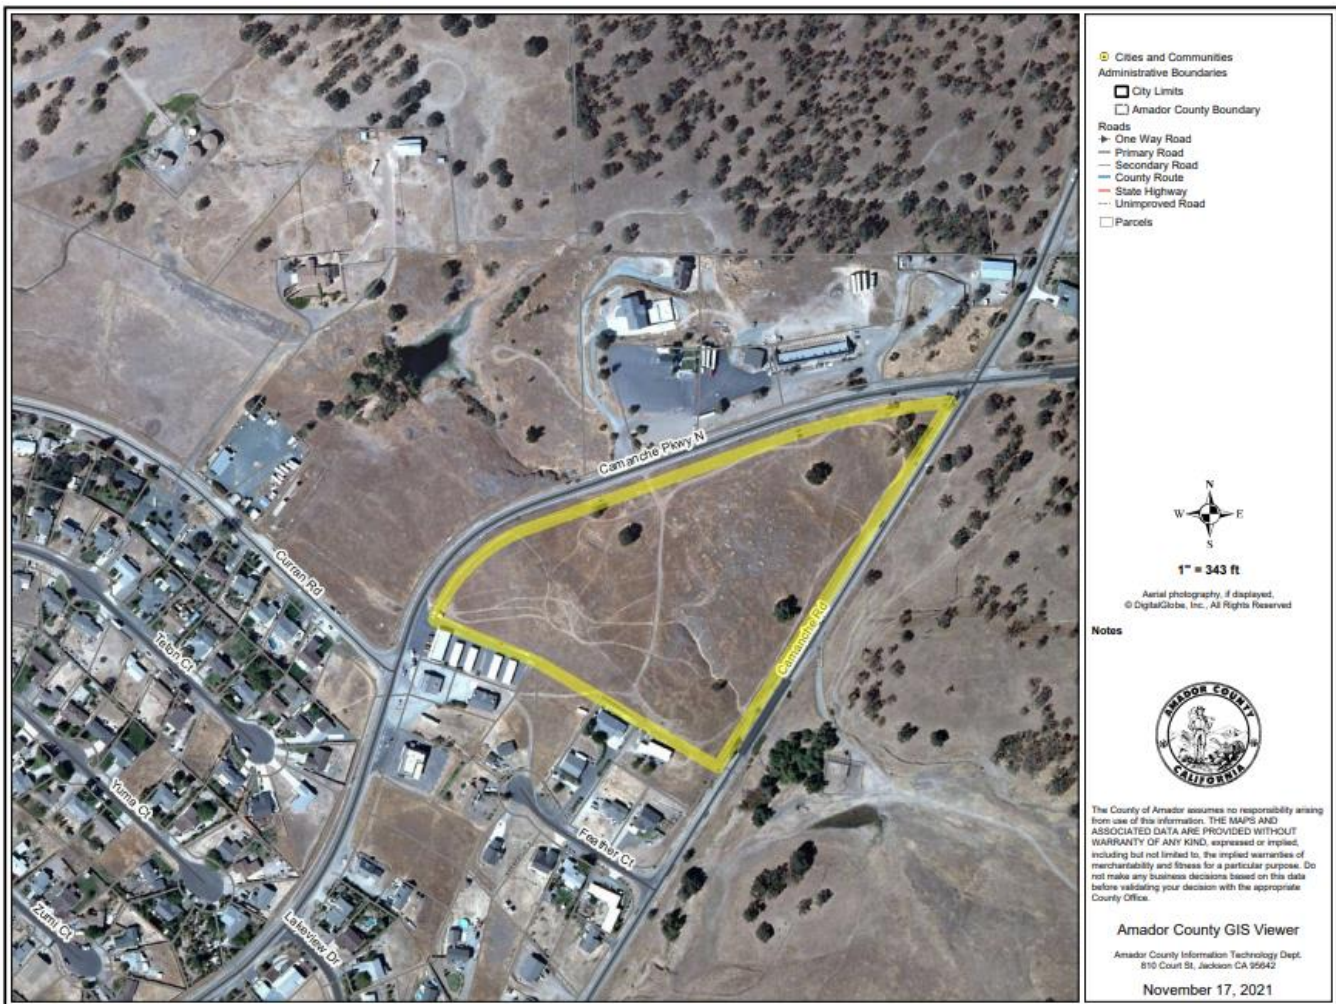 Camanche Pkwy N
Curran Rd
Teton Ct
Camanche Rd
Yuma Ct
Feather Ct
Zumi Ct
Lakeview Dr
Cities and Communities
Administrative Boundaries
City Limits
Amador County Boundary
Roads
One Way Road
Primary Road
Secondary Road
County Route
State Highway
Unimproved Road
Parcels
N
W E
S
1" = 343 ft
Aerial photography, if displayed,
© DigitalGlobe, Inc., All Rights Reserved
Notes
AMADOR COUNTY
CALIFORNIA
The County of Amador assumes no responsibility arising
from use of this information. THE MAPS AND
ASSOCIATED DATA ARE PROVIDED WITHOUT
WARRANTY OF ANY KIND, expressed or implied,
including but not limited to, the implied warranties of
merchantability and fitness for a particular purpose. Do
not make any business decisions based on this data
before validating your decision with the appropriate
County Office.
Amador County GIS Viewer
Amador County Information Technology Dept.
810 Court St, Jackson CA 95642
November 17, 2021